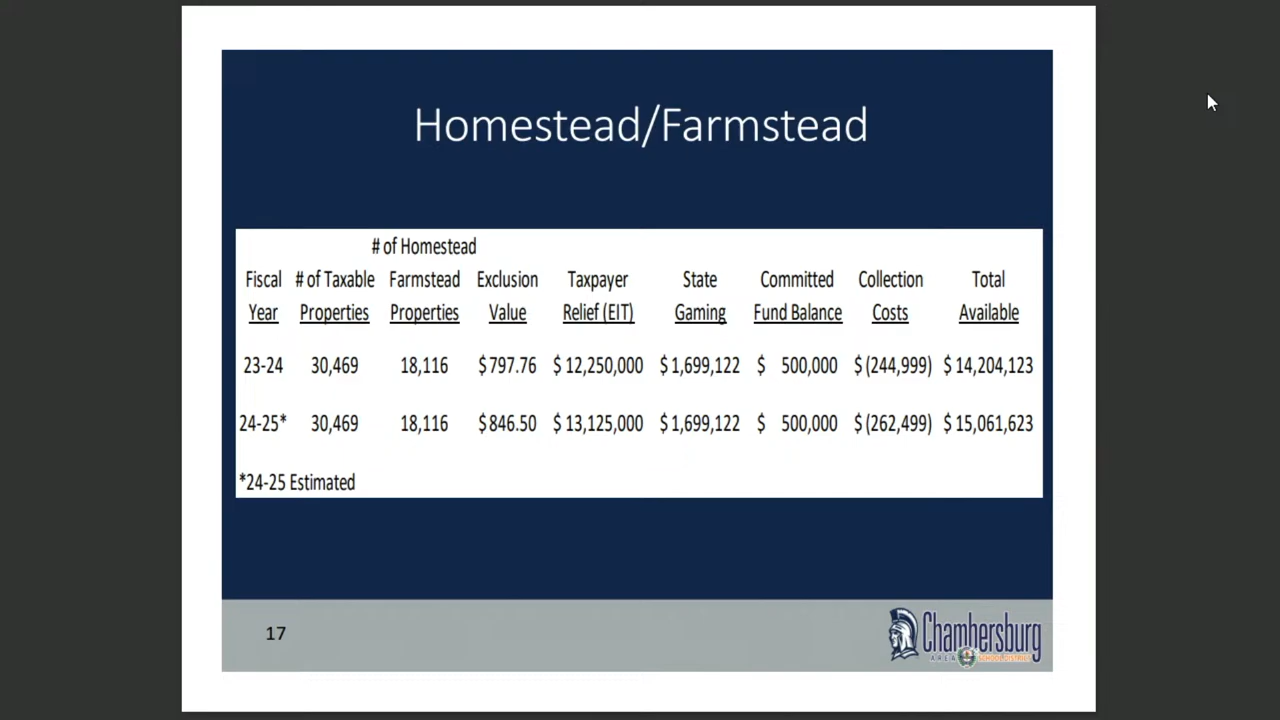 Homestead/Farmstead
# of Homestead
Fiscal # of Taxable Farmstead Exclusion Taxpayer State Committed Collection Total
Year Properties Properties Value Relief (EIT) Gaming Fund Balance Costs Available
23-24 30,469 18,116 $797.76 $ 12,250,000 $ 1,699,122 $ 500,000 $ (244,999) $ 14,204,123
24-25* 30,469 18,116 $846.50 $ 13,125,000 $ 1,699,122 $ 500,000 $ (262,499) $ 15,061,623
*24-25 Estimated
17
Chambersburg
AREA SCHOOL DISTRICT